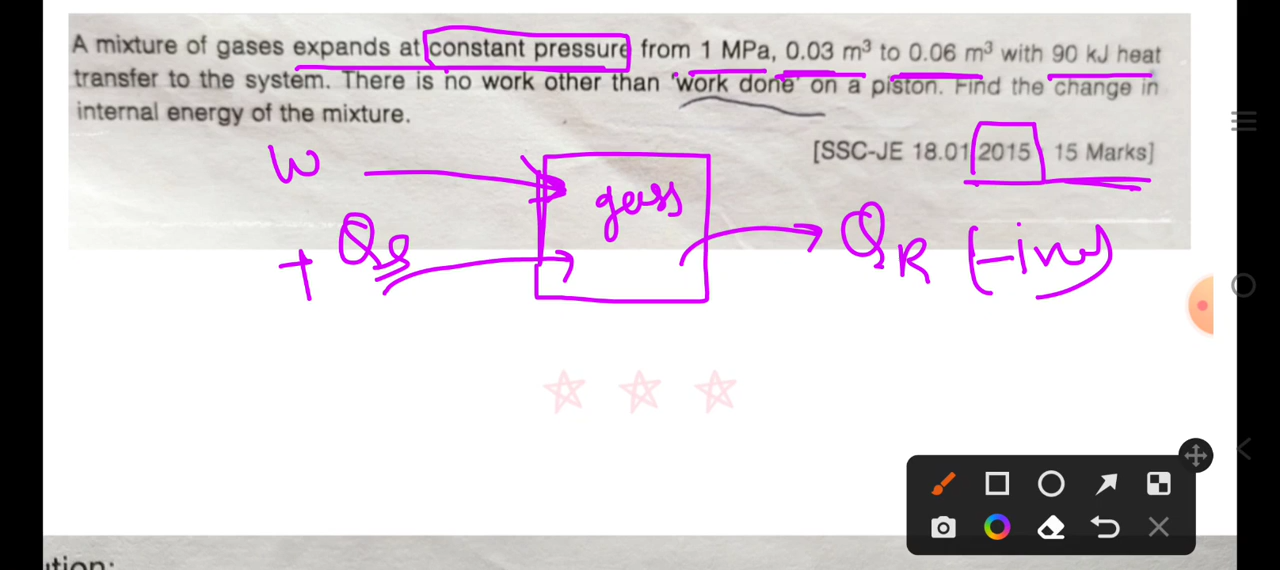 A mixture of gases expands at constant pressure from 1 MPa, 0.03 m³ to 0.06 m³ with 90 kJ heat
transfer to the system. There is no work other than 'work done' on a piston. Find the change in
internal energy of the mixture.
[SSC-JE 18.01 2015 15 Marks]
W
gass
+ Qs
QR (-ive)
ution: